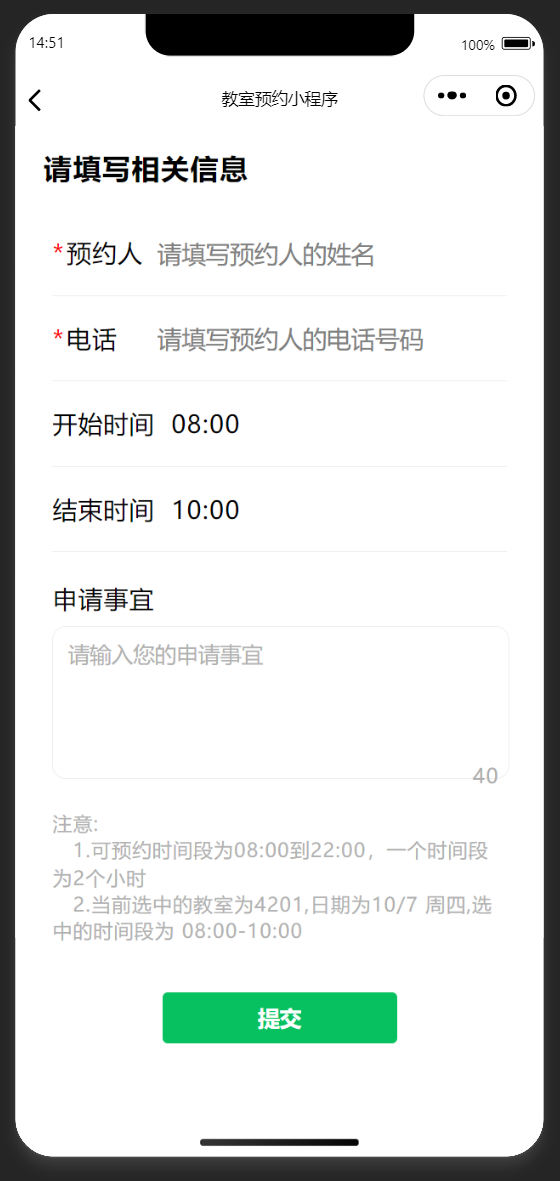 14:51
100%
教室预约小程序
请填写相关信息
*预约人 请填写预约人的姓名
*电话 请填写预约人的电话号码
开始时间 08:00
结束时间 10:00
申请事宜
请输入您的申请事宜
40
注意:
1.可预约时间段为08:00到22:00，一个时间段
为2个小时
2.当前选中的教室为4201,日期为10/7 周四,选
中的时间段为 08:00-10:00
提交